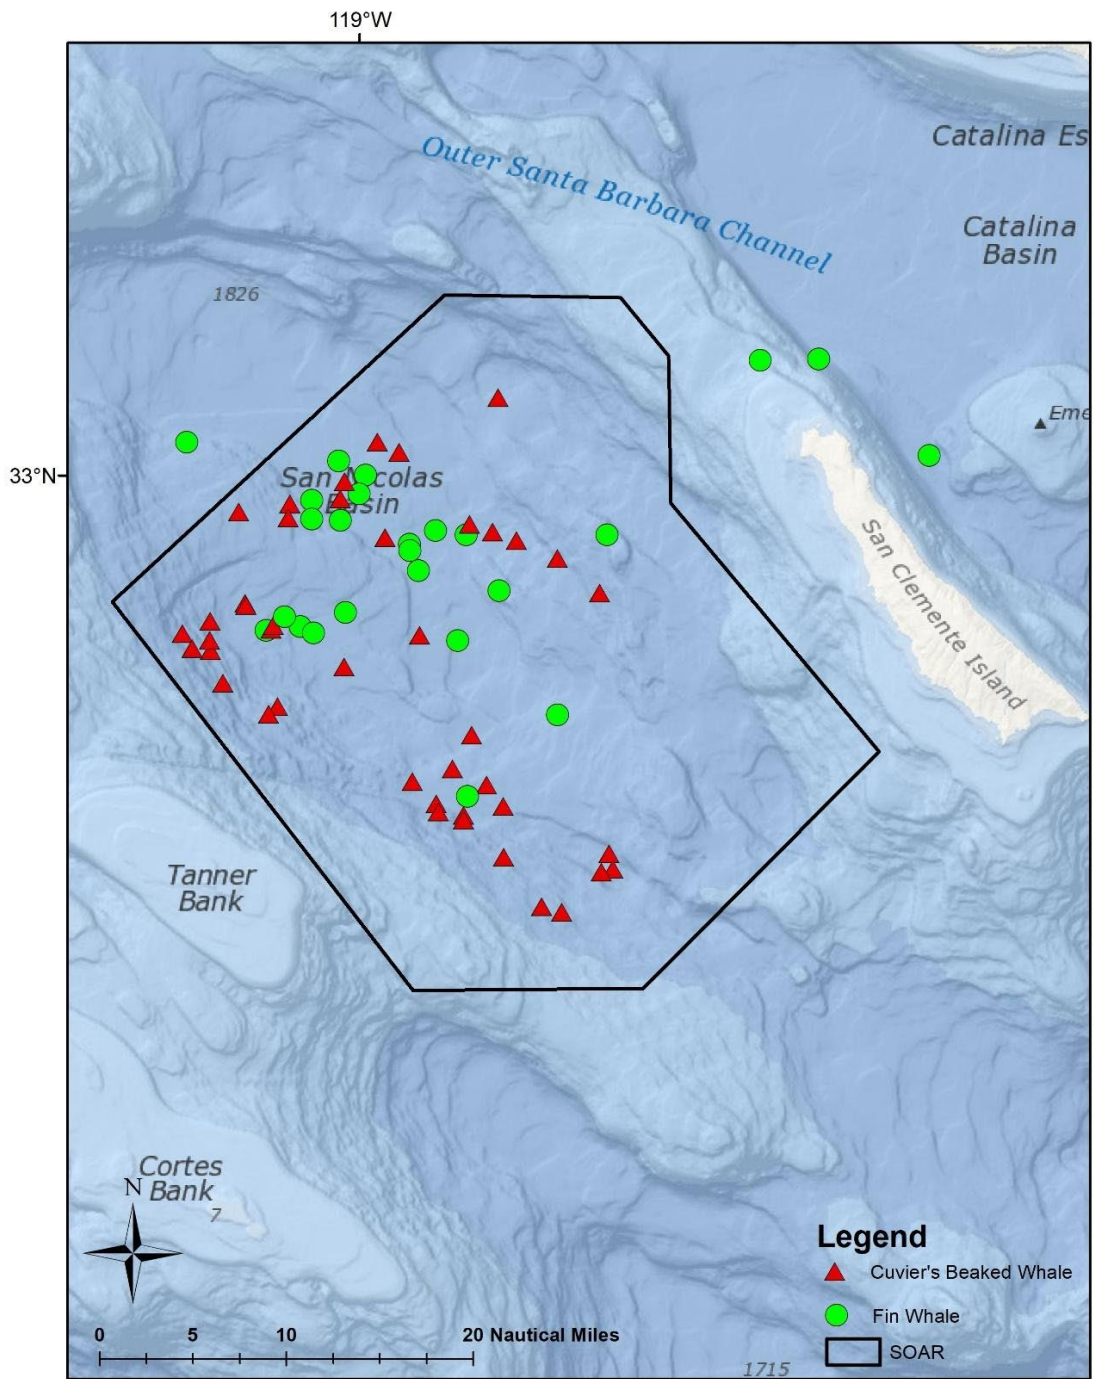 119°W
Catalina Es
Outer Santa Barbara Channel
Catalina
Basin
1826
Eme
33°N
San Nicolas
Basin
San Clemente Island
Tanner
Bank
Cortes
Bank
7
N
Legend
Cuvier's Beaked Whale
Fin Whale
SOAR
0 5 10 20 Nautical Miles
1715